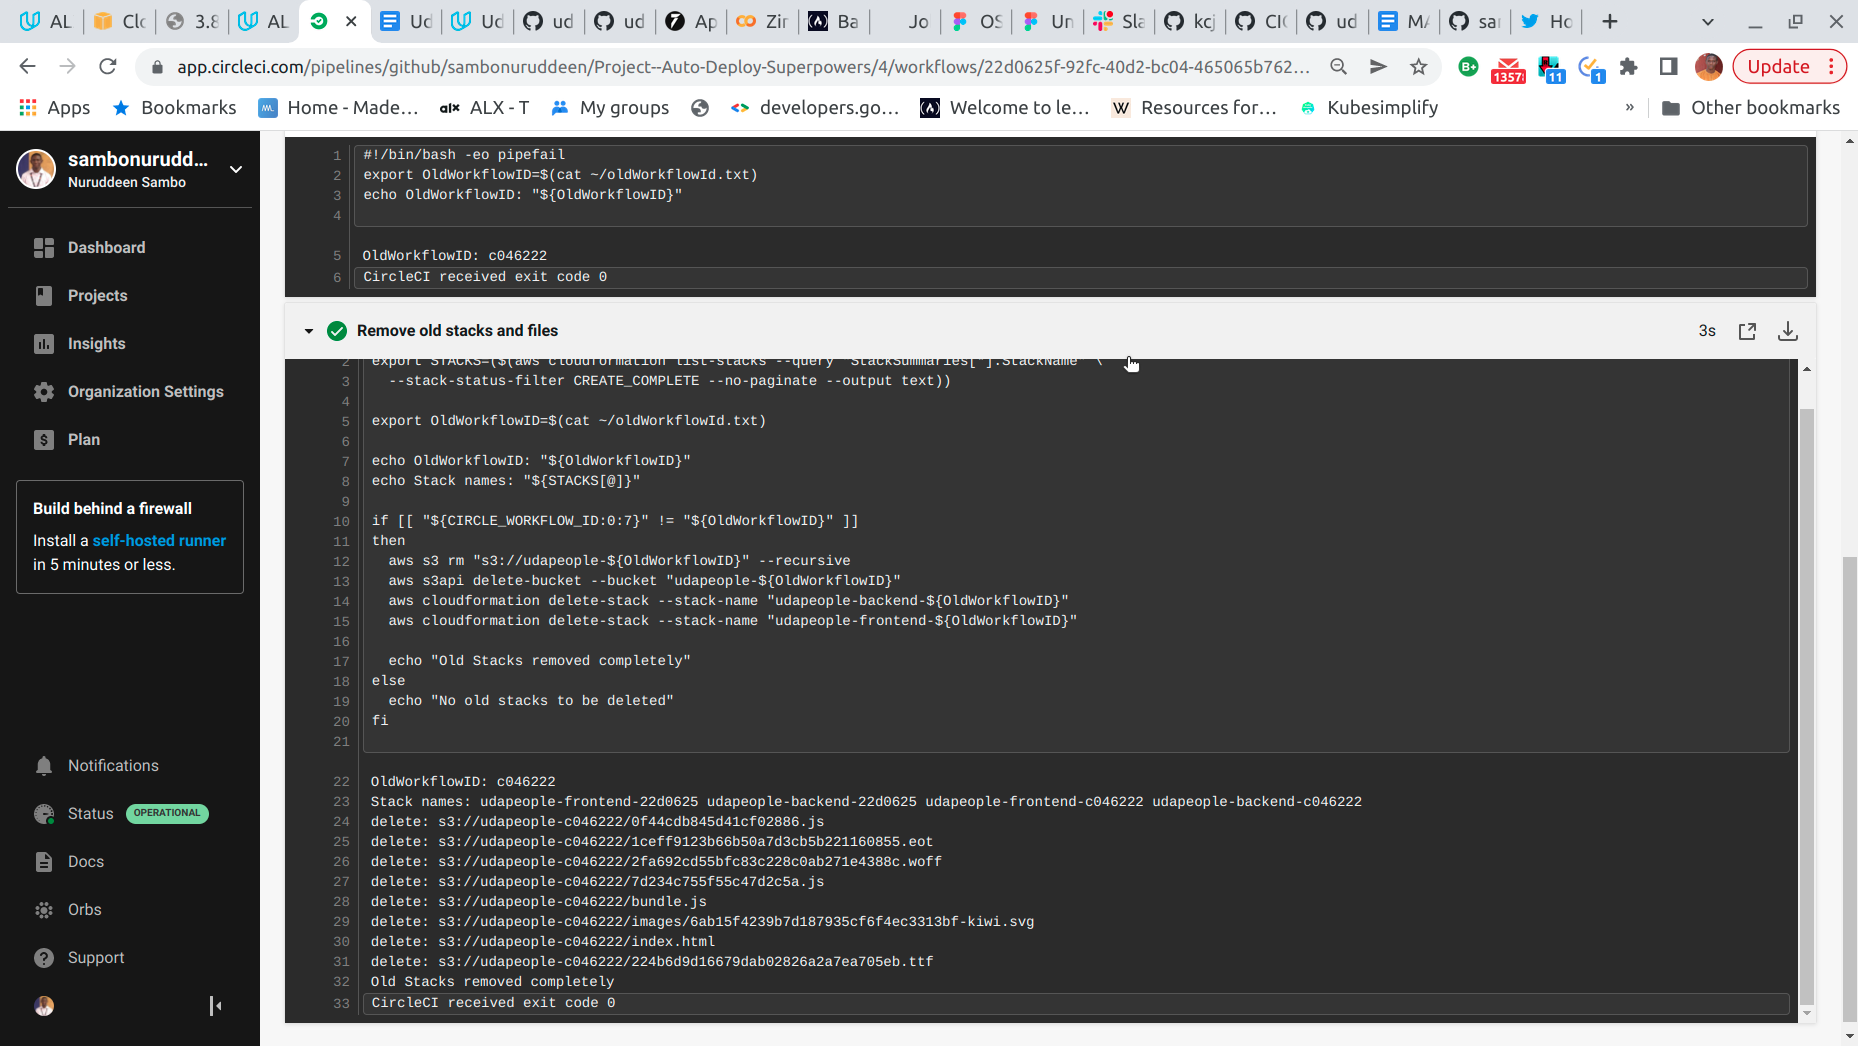 AL
Clo
3.8
AL
Ud
Ud
ud
ud
Ap
Zir
Ba
Jo
OS
Un
Sla
kcj
CIC
ud
MA
sar
Ho
app.circleci.com/pipelines/github/sambonuruddeen/Project--Auto-Deploy-Superpowers/4/workflows/22d0625f-92fc-40d2-bc04-465065b762...
B+
1357
11
1
Update
Apps
Bookmarks
Home - Made...
alx ALX - T
My groups
developers.go...
Welcome to le...
W Resources for...
Kubesimplify
»
Other bookmarks
sambonurudd...
Nuruddeen Sambo
Dashboard
Projects
Insights
Organization Settings
Plan
Build behind a firewall
Install a self-hosted runner
in 5 minutes or less.
Notifications
Status OPERATIONAL
Docs
Orbs
Support
1 #!/bin/bash -eo pipefail
2 export OldWorkflowID=$(cat ~/oldWorkflowId.txt)
3 echo OldWorkflowID: "${OldWorkflowID}"
4
5 OldWorkflowID: c046222
6 CircleCI received exit code 0
Remove old stacks and files
3s
2 export STACKS=($(aws cloudformation list-stacks --query "StackSummaries[*].StackName" \
3 --stack-status-filter CREATE_COMPLETE --no-paginate --output text))
4
5 export OldWorkflowID=$(cat ~/oldWorkflowId.txt)
6
7 echo OldWorkflowID: "${OldWorkflowID}"
8 echo Stack names: "${STACKS[@]}"
9
10 if [[ "${CIRCLE_WORKFLOW_ID:0:7}" != "${OldWorkflowID}" ]]
11 then
12 aws s3 rm "s3://udapeople-${OldWorkflowID}" --recursive
13 aws s3api delete-bucket --bucket "udapeople-${OldWorkflowID}"
14 aws cloudformation delete-stack --stack-name "udapeople-backend-${OldWorkflowID}"
15 aws cloudformation delete-stack --stack-name "udapeople-frontend-${OldWorkflowID}"
16
17 echo "Old Stacks removed completely"
18 else
19 echo "No old stacks to be deleted"
20 fi
21
22 OldWorkflowID: c046222
23 Stack names: udapeople-frontend-22d0625 udapeople-backend-22d0625 udapeople-frontend-c046222 udapeople-backend-c046222
24 delete: s3://udapeople-c046222/0f44cdb845d41cf02886.js
25 delete: s3://udapeople-c046222/1ceff9123b66b50a7d3cb5b221160855.eot
26 delete: s3://udapeople-c046222/2fa692cd55bfc83c228c0ab271e4388c.woff
27 delete: s3://udapeople-c046222/7d234c755f55c47d2c5a.js
28 delete: s3://udapeople-c046222/bundle.js
29 delete: s3://udapeople-c046222/images/6ab15f4239b7d187935cf6f4ec3313bf-kiwi.svg
30 delete: s3://udapeople-c046222/index.html
31 delete: s3://udapeople-c046222/224b6d9d16679dab02826a2a7ea705eb.ttf
32 Old Stacks removed completely
33 CircleCI received exit code 0